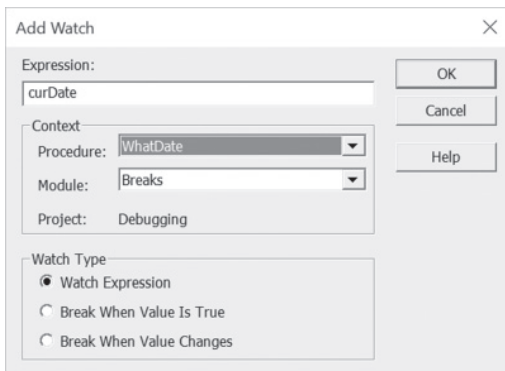 Add Watch
Expression:
OK
curDate
Cancel
Context
Procedure: WhatDate
Help
Module: Breaks
Project: Debugging
Watch Type
Watch Expression
Break When Value Is True
Break When Value Changes